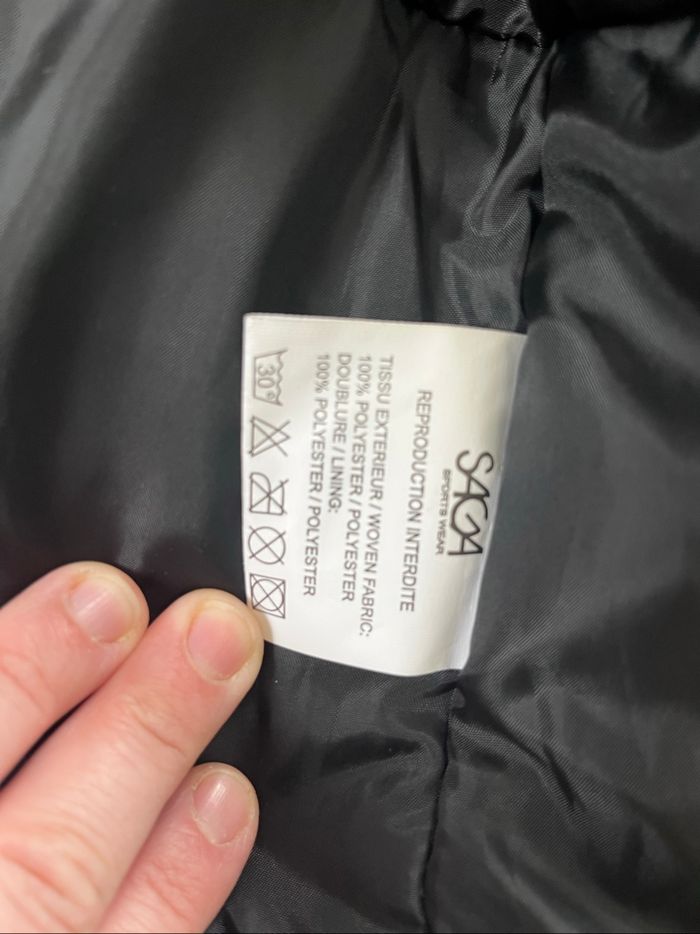 SAGA
SPORTS WEAR
REPRODUCTION INTERDITE
TISSU EXTERIEUR / WOVEN FABRIC:
100% POLYESTER / POLYESTER
DOUBLURE / LINING:
100% POLYESTER / POLYESTER
30°